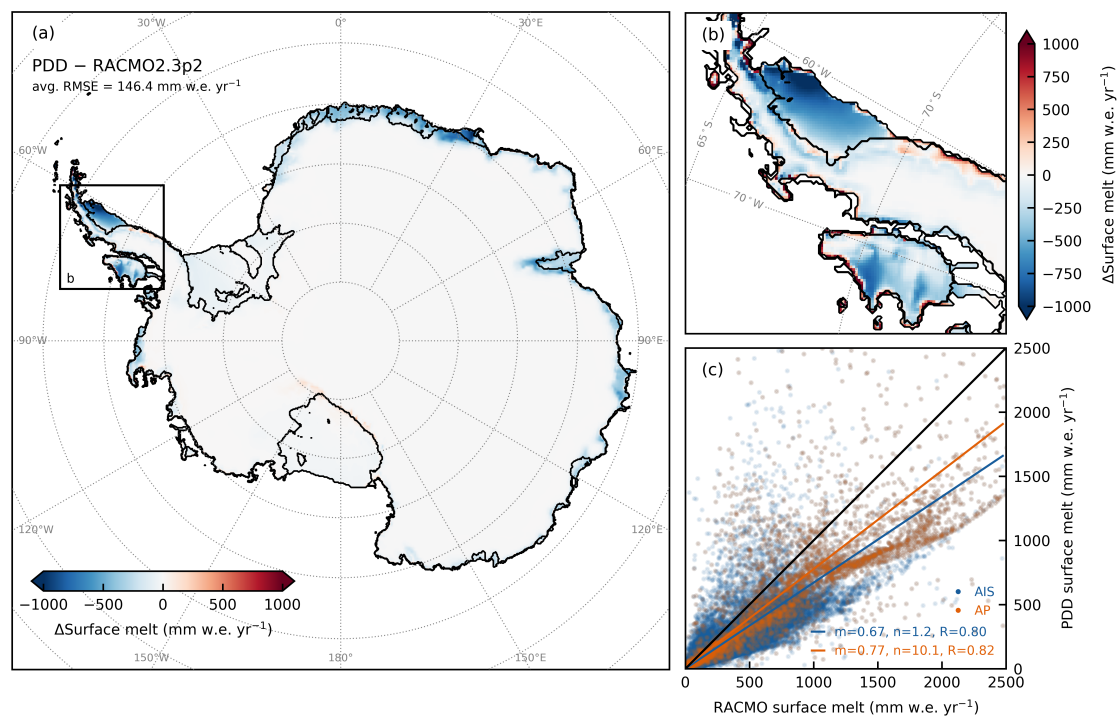 (a)
PDD − RACMO2.3p2
avg. RMSE = 146.4 mm w.e. yr⁻¹
30°W
0°
30°E
60°W
60°E
90°W
90°E
120°W
120°E
150°W
180°
150°E
b
−1000 −500 0 500 1000
ΔSurface melt (mm w.e. yr⁻¹)
(b)
60°W
70°S
65°S
70°W
1000
750
500
250
0
−250
−500
−750
−1000
ΔSurface melt (mm w.e. yr⁻¹)
(c)
2500
2000
1500
1000
500
0
PDD surface melt (mm w.e. yr⁻¹)
AIS
AP
m=0.67, n=1.2, R=0.80
m=0.77, n=10.1, R=0.82
0 500 1000 1500 2000 2500
RACMO surface melt (mm w.e. yr⁻¹)